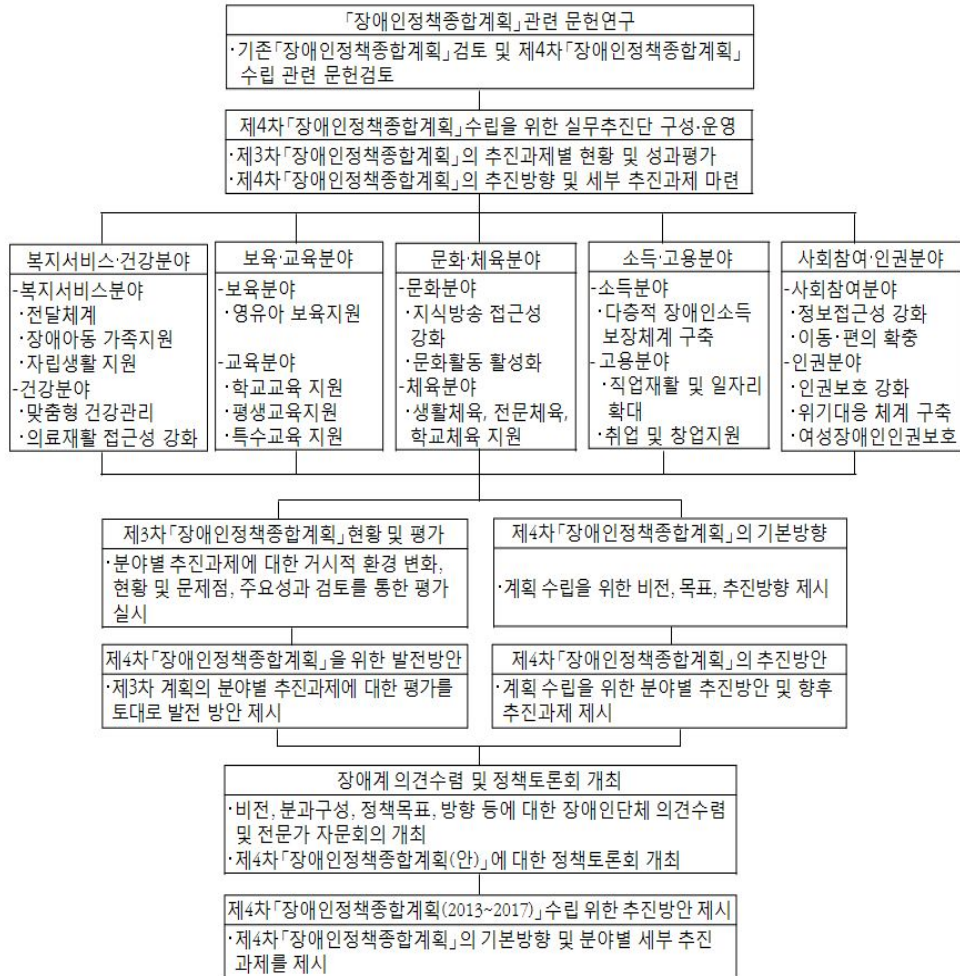 「장애인정책종합계획」관련 문헌연구
·기존「장애인정책종합계획」검토 및 제4차「장애인정책종합계획」
수립 관련 문헌검토
제4차「장애인정책종합계획」수립을 위한 실무추진단 구성·운영
·제3차「장애인정책종합계획」의 추진과제별 현황 및 성과평가
·제4차「장애인정책종합계획」의 추진방향 및 세부 추진과제 마련
복지서비스·건강분야
-복지서비스분야
·전달체계
·장애아동 가족지원
·자립생활 지원
-건강분야
·맞춤형 건강관리
·의료재활 접근성 강화
보육·교육분야
-보육분야
·영유아 보육지원
-교육분야
·학교교육 지원
·평생교육지원
·특수교육 지원
문화·체육분야
-문화분야
·지식방송 접근성
강화
·문화활동 활성화
-체육분야
·생활체육, 전문체육,
학교체육 지원
소득·고용분야
-소득분야
·다층적 장애인소득
보장체계 구축
-고용분야
·직업재활 및 일자리
확대
·취업 및 창업지원
사회참여·인권분야
-사회참여분야
·정보접근성 강화
·이동·편의 확충
-인권분야
·인권보호 강화
·위기대응 체계 구축
·여성장애인인권보호
제3차「장애인정책종합계획」현황 및 평가
·분야별 추진과제에 대한 거시적 환경 변화,
현황 및 문제점, 주요성과 검토를 통한 평가
실시
제4차「장애인정책종합계획」의 기본방향
·계획 수립을 위한 비전, 목표, 추진방향 제시
제4차「장애인정책종합계획」을 위한 발전방안
·제3차 계획의 분야별 추진과제에 대한 평가를
토대로 발전 방안 제시
제4차「장애인정책종합계획」의 추진방안
·계획 수립을 위한 분야별 추진방안 및 향후
추진과제 제시
장애계 의견수렴 및 정책토론회 개최
·비전, 분과구성, 정책목표, 방향 등에 대한 장애인단체 의견수렴
및 전문가 자문회의 개최
·제4차「장애인정책종합계획(안)」에 대한 정책토론회 개최
제4차「장애인정책종합계획(2013~2017)」수립 위한 추진방안 제시
·제4차「장애인정책종합계획」의 기본방향 및 분야별 세부 추진
과제를 제시